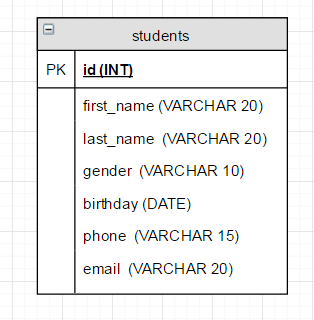 students
PK id (INT)
first_name (VARCHAR 20)
last_name (VARCHAR 20)
gender (VARCHAR 10)
birthday (DATE)
phone (VARCHAR 15)
email (VARCHAR 20)